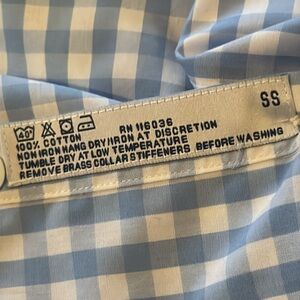 RN 116036
SS
100% COTTON
NON IRON HANG DRY/IRON AT DISCRETION
TUMBLE DRY AT LOW TEMPERATURE
REMOVE BRASS COLLAR STIFFENERS BEFORE WASHING